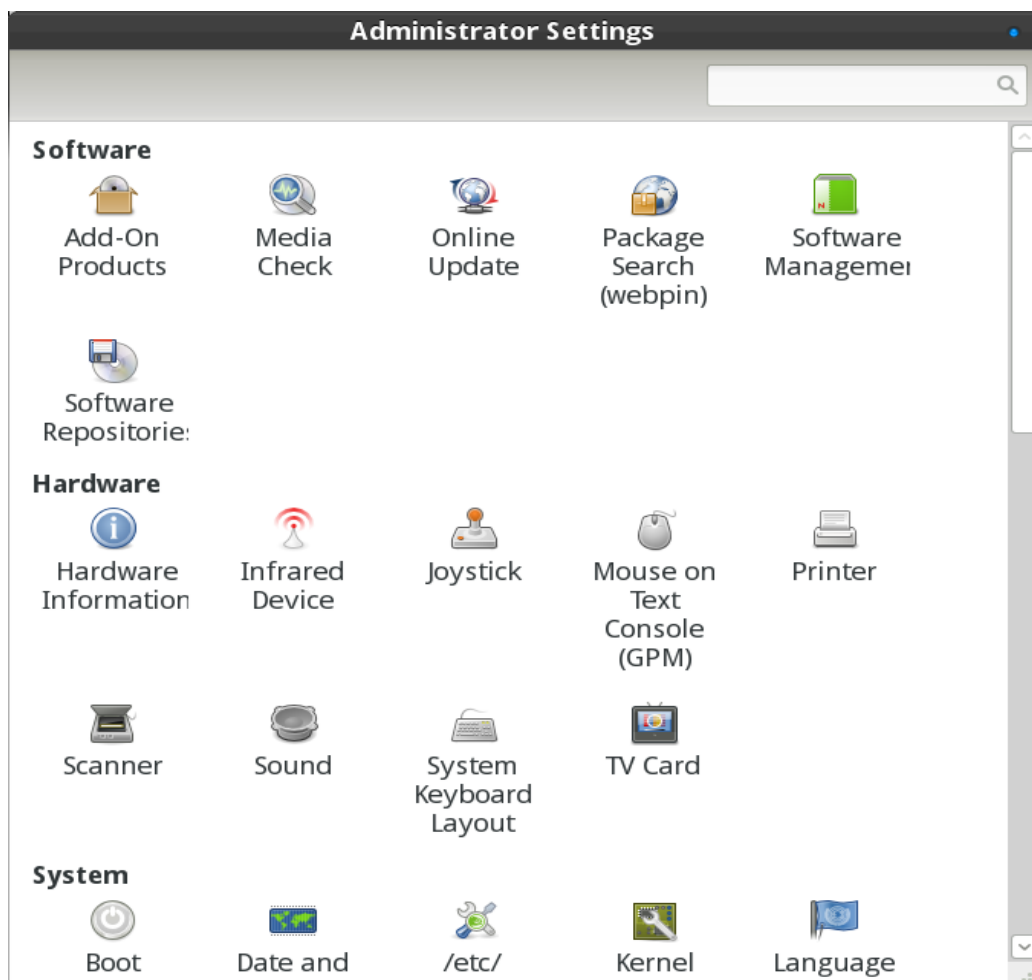 Administrator Settings
Software
Add-On
Products
Media
Check
Online
Update
Package
Search
(webpin)
Software
Managemei
Software
Repositories
Hardware
Hardware
Information
Infrared
Device
Joystick
Mouse on
Text
Console
(GPM)
Printer
Scanner
Sound
System
Keyboard
Layout
TV Card
System
Boot
Date and
/etc/
Kernel
Language